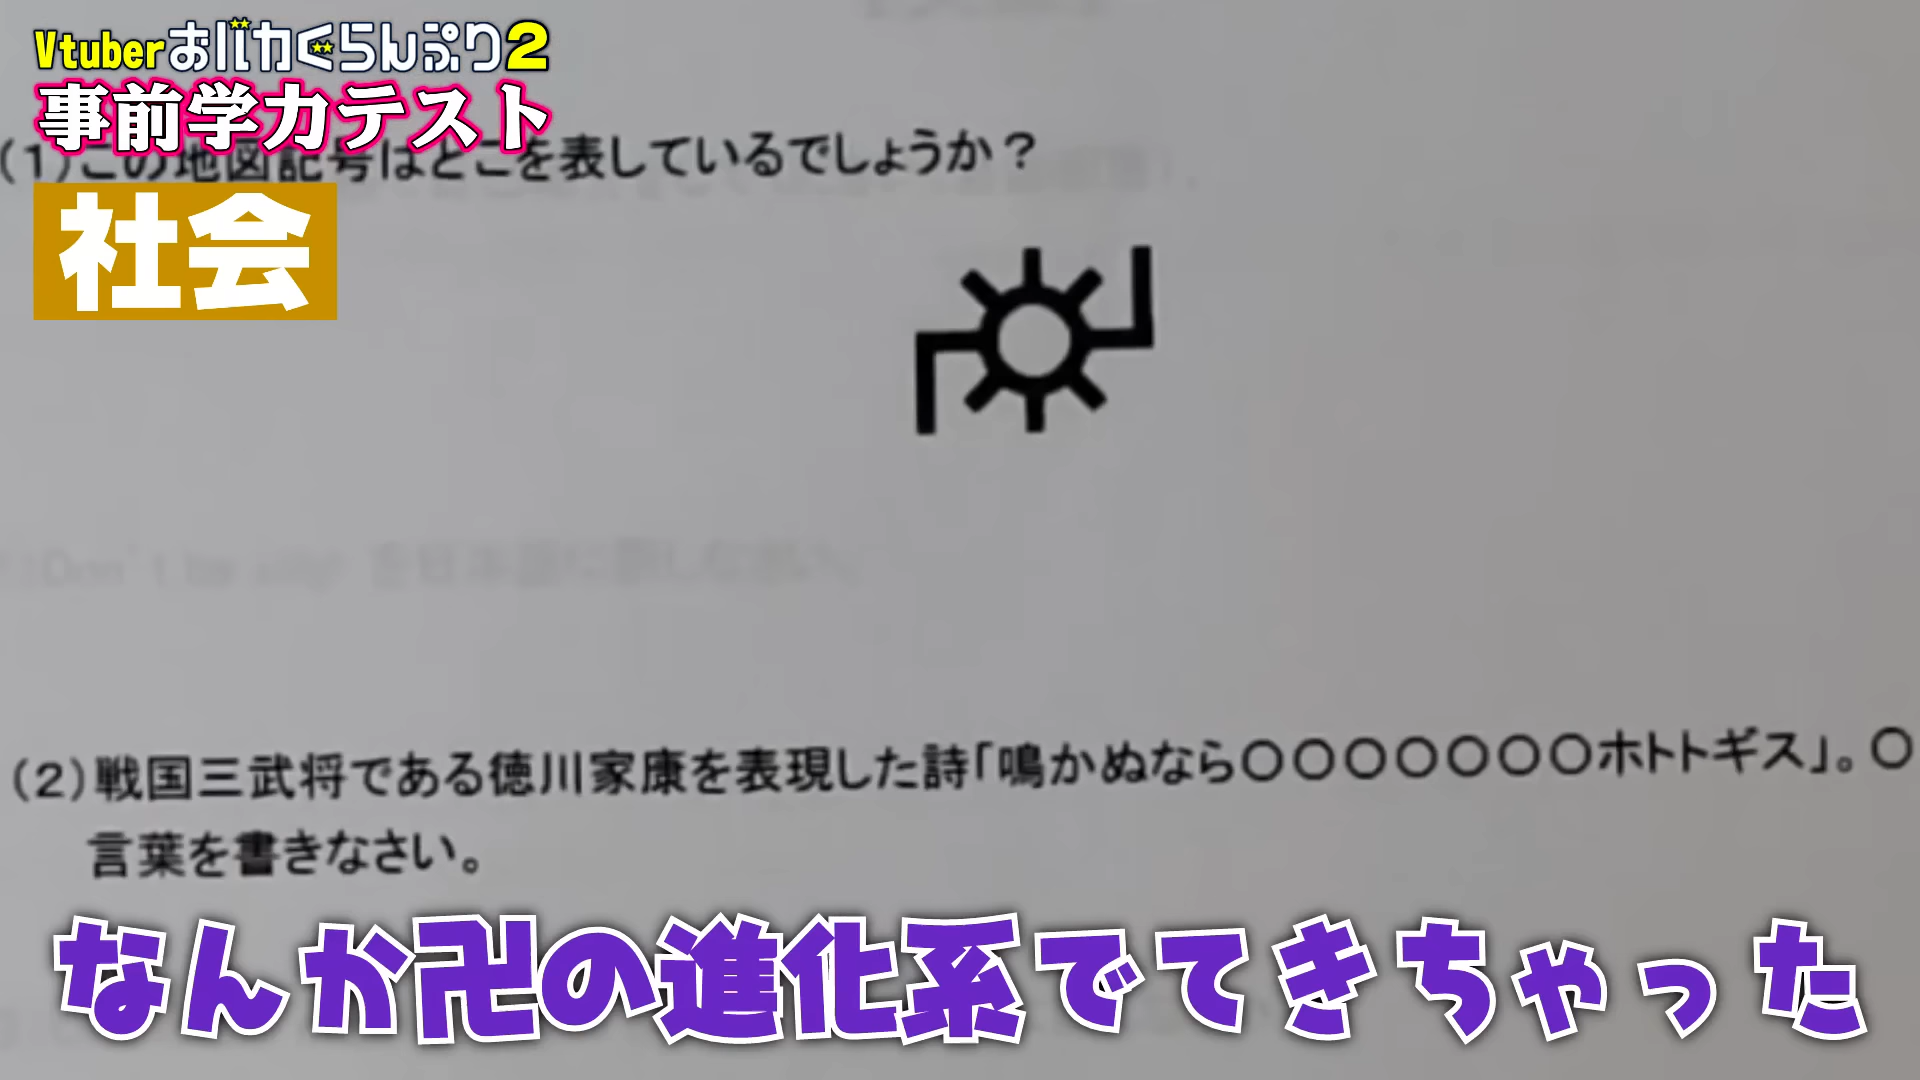 Vtuberおバカぐらんぷり2
事前学力テスト
(1)この地図記号はどこを表しているでしょうか?
社会
(2)戦国三武将である徳川家康を表現した詩「鳴かぬなら〇〇〇〇〇〇〇ホトトギス」。〇
言葉を書きなさい。
なんか卍の進化系でてきちゃった